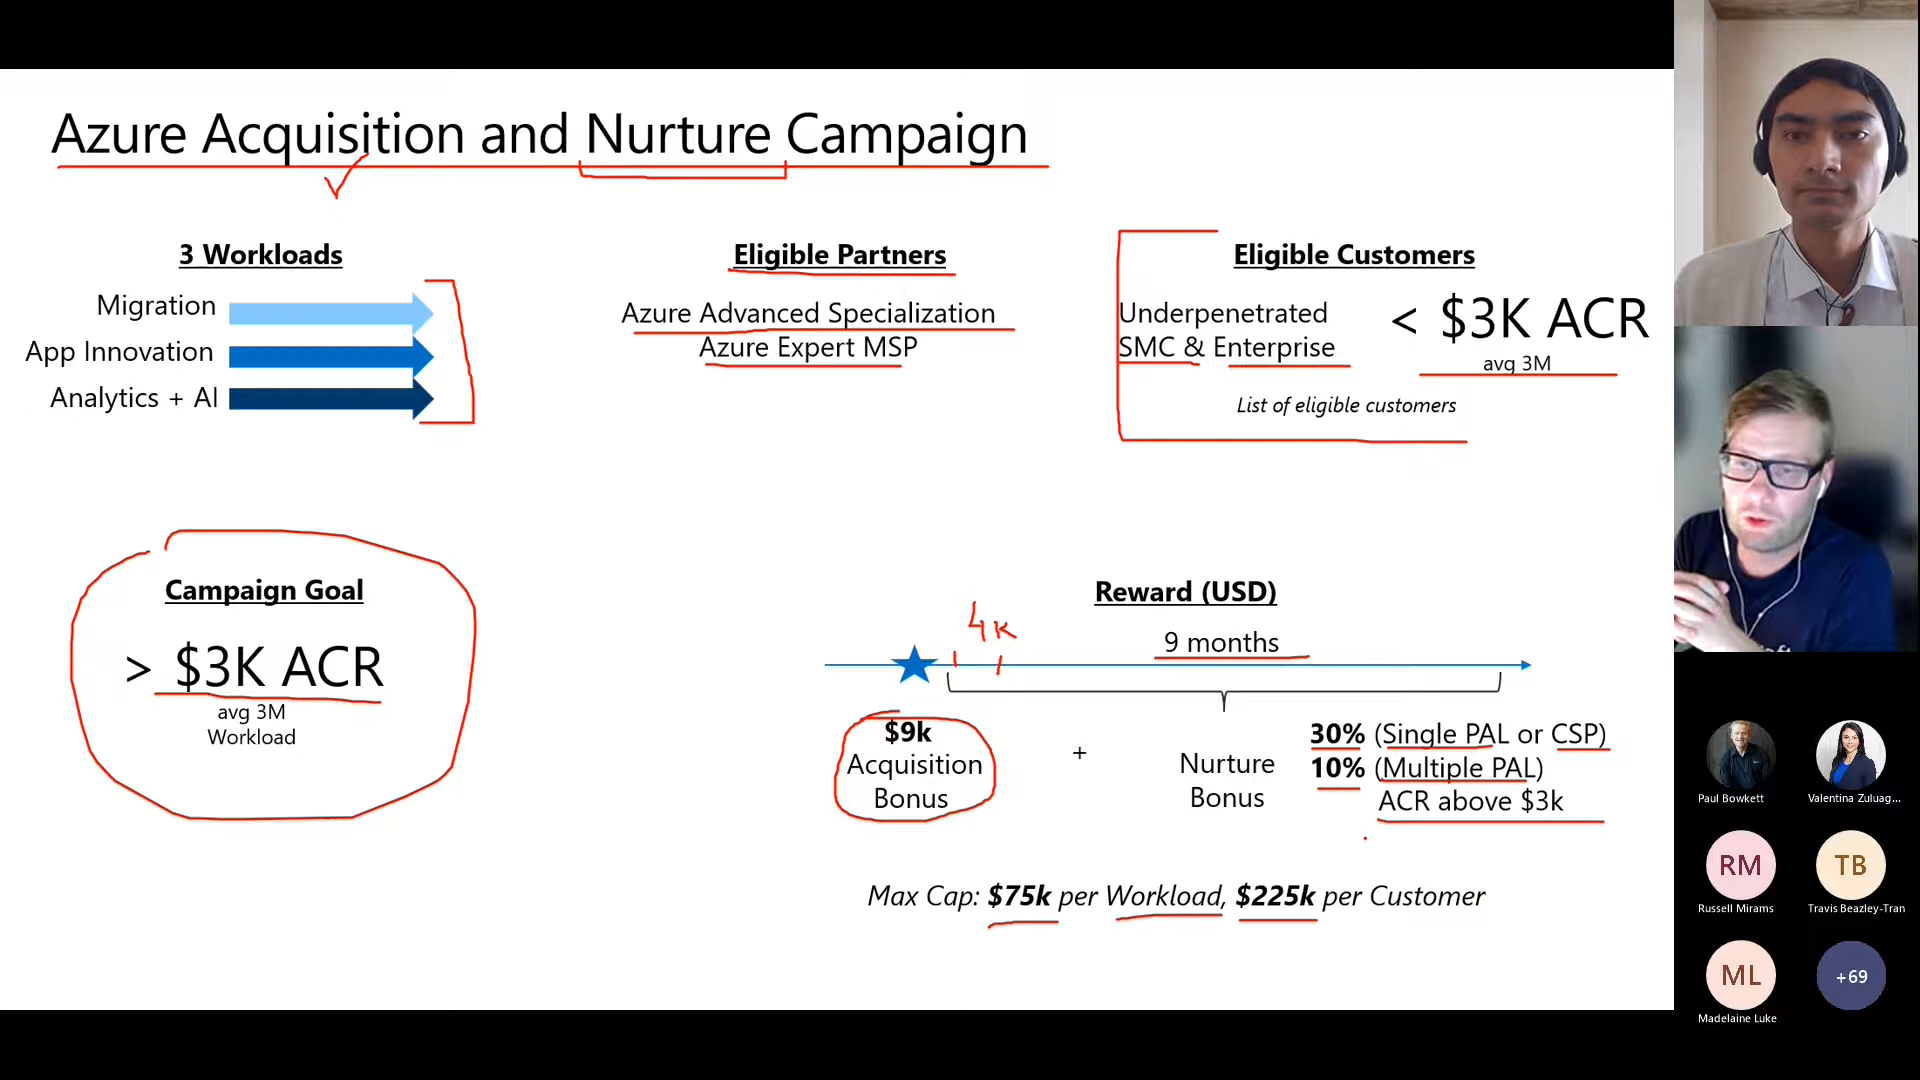 Azure Acquisition and Nurture Campaign
3 Workloads
Migration
App Innovation
Analytics + AI
Eligible Partners
Azure Advanced Specialization
Azure Expert MSP
Eligible Customers
Underpenetrated
SMC & Enterprise
< $3K ACR
avg 3M
List of eligible customers
Campaign Goal
> $3K ACR
avg 3M
Workload
Reward (USD)
4K
9 months
$9k
Acquisition
Bonus
+
Nurture
Bonus
30% (Single PAL or CSP)
10% (Multiple PAL)
ACR above $3k
Max Cap: $75k per Workload, $225k per Customer
Paul Bowkett
Valentina Zuluag...
RM
TB
Russell Mirams
Travis Beazley-Tran
ML
+69
Madelaine Luke